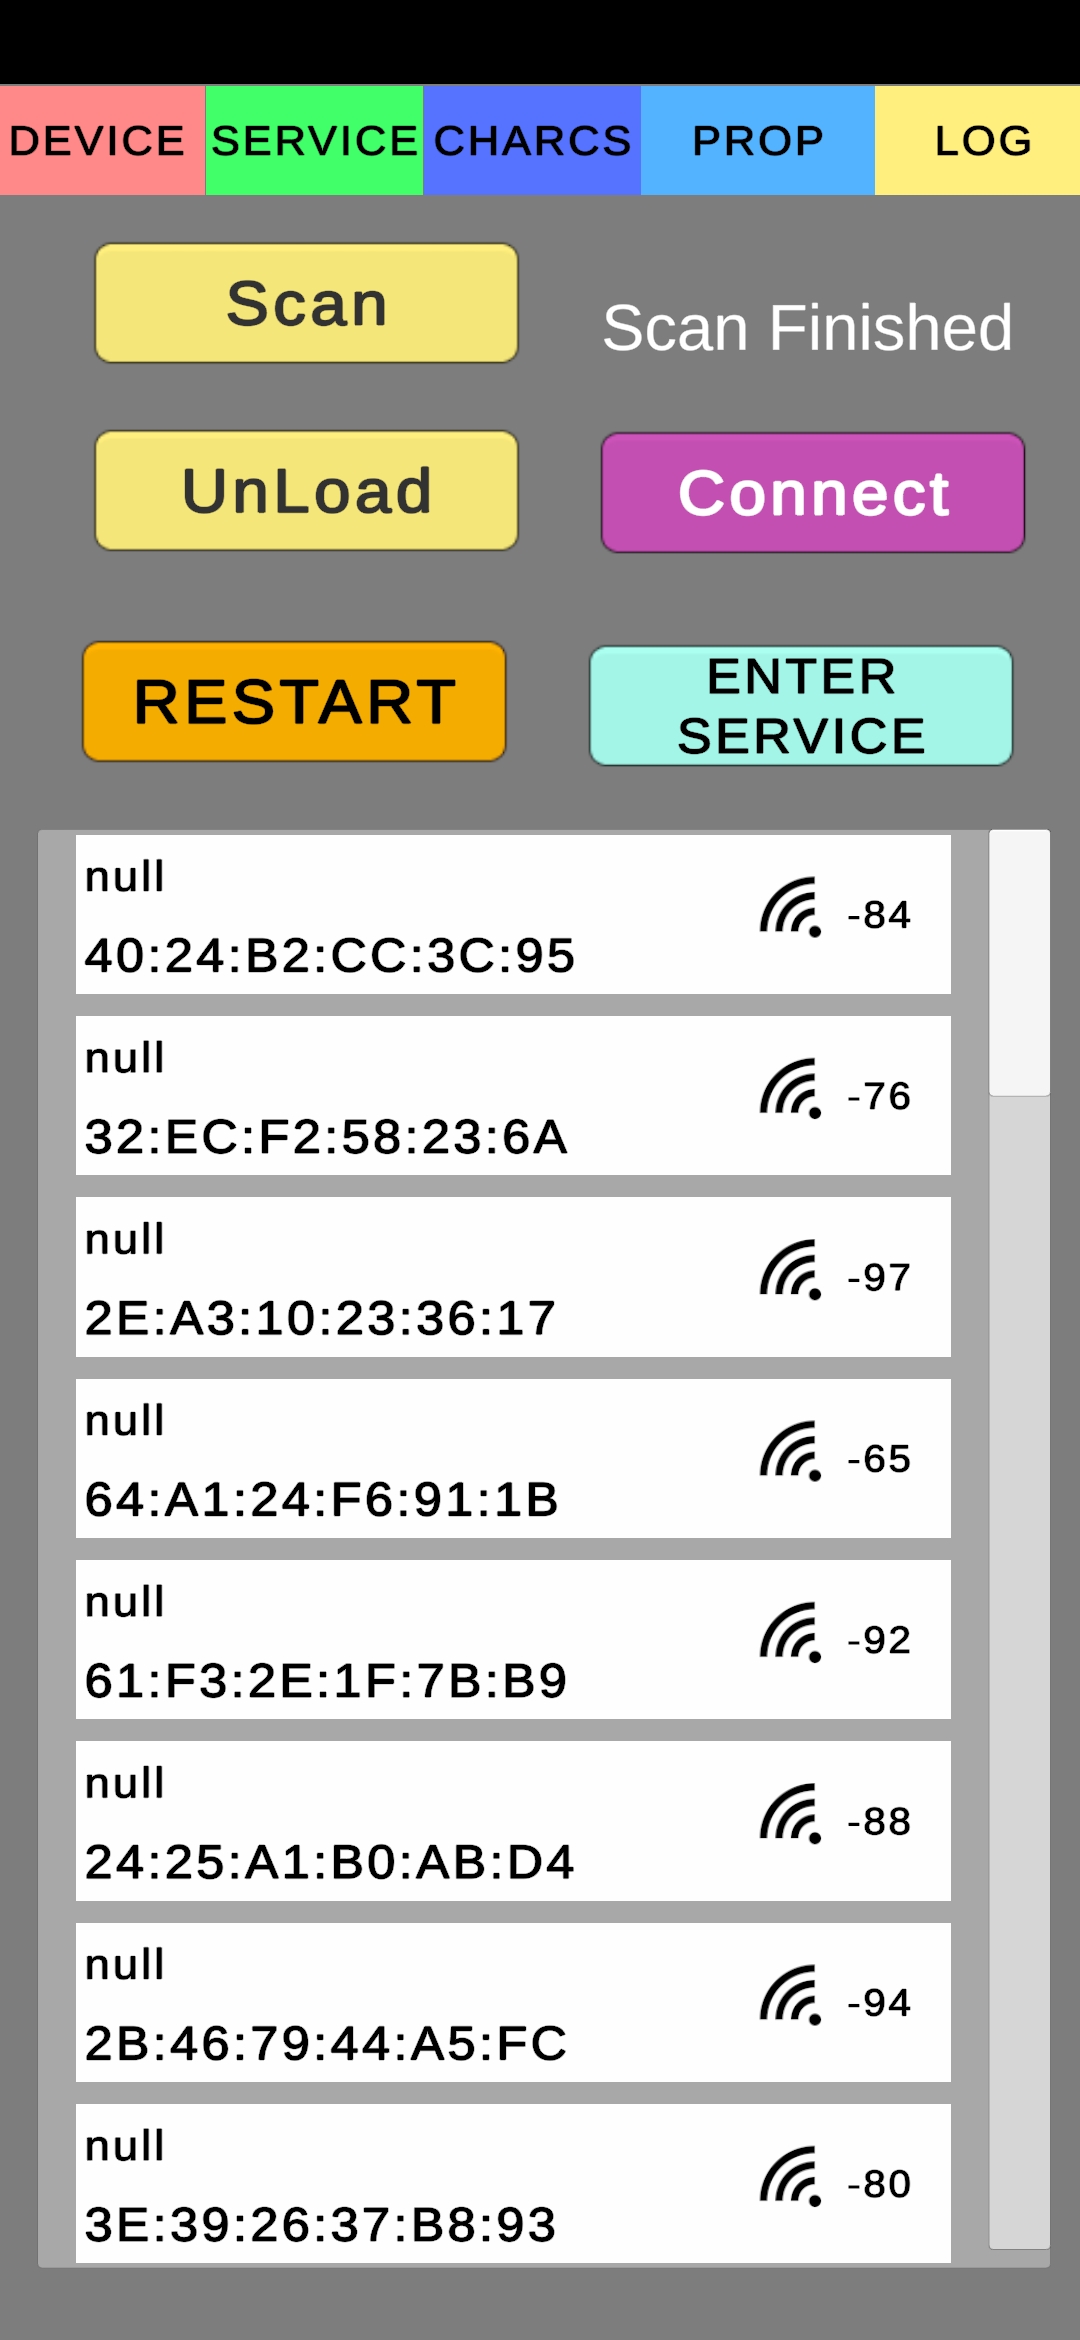 DEVICE SERVICE CHARCS PROP LOG
Scan
Scan Finished
UnLoad
Connect
RESTART
ENTER
SERVICE
null
-84
40:24:B2:CC:3C:95
null
-76
32:EC:F2:58:23:6A
null
-97
2E:A3:10:23:36:17
null
-65
64:A1:24:F6:91:1B
null
-92
61:F3:2E:1F:7B:B9
null
-88
24:25:A1:B0:AB:D4
null
-94
2B:46:79:44:A5:FC
null
-80
3E:39:26:37:B8:93